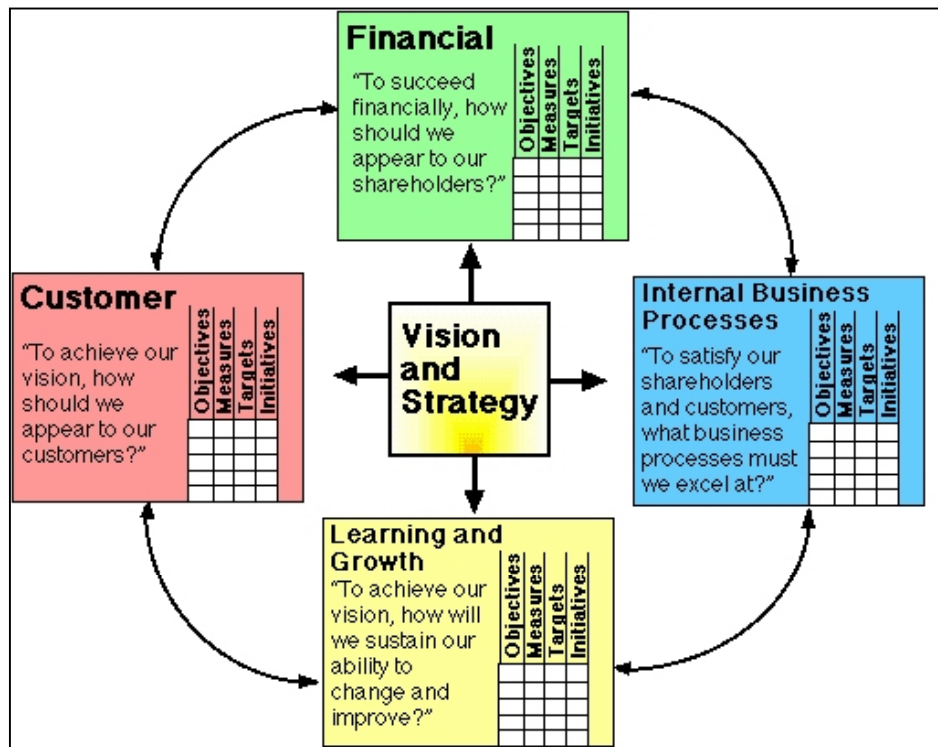 Financial
“To succeed
financially, how
should we
appear to our
shareholders?”
Objectives
Measures
Targets
Initiatives
Customer
“To achieve our
vision, how
should we
appear to our
customers?”
Objectives
Measures
Targets
Initiatives
Vision
and
Strategy
Internal Business
Processes
“To satisfy our
shareholders
and customers,
what business
processes must
we excel at?”
Objectives
Measures
Targets
Initiatives
Learning and
Growth
“To achieve our
vision, how will
we sustain our
ability to
change and
improve?”
Objectives
Measures
Targets
Initiatives